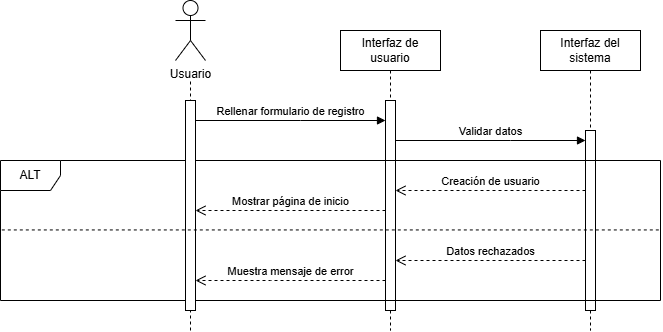 Usuario
Interfaz de
usuario
Interfaz del
sistema
Rellenar formulario de registro
Validar datos
ALT
Creación de usuario
Mostrar página de inicio
Datos rechazados
Muestra mensaje de error